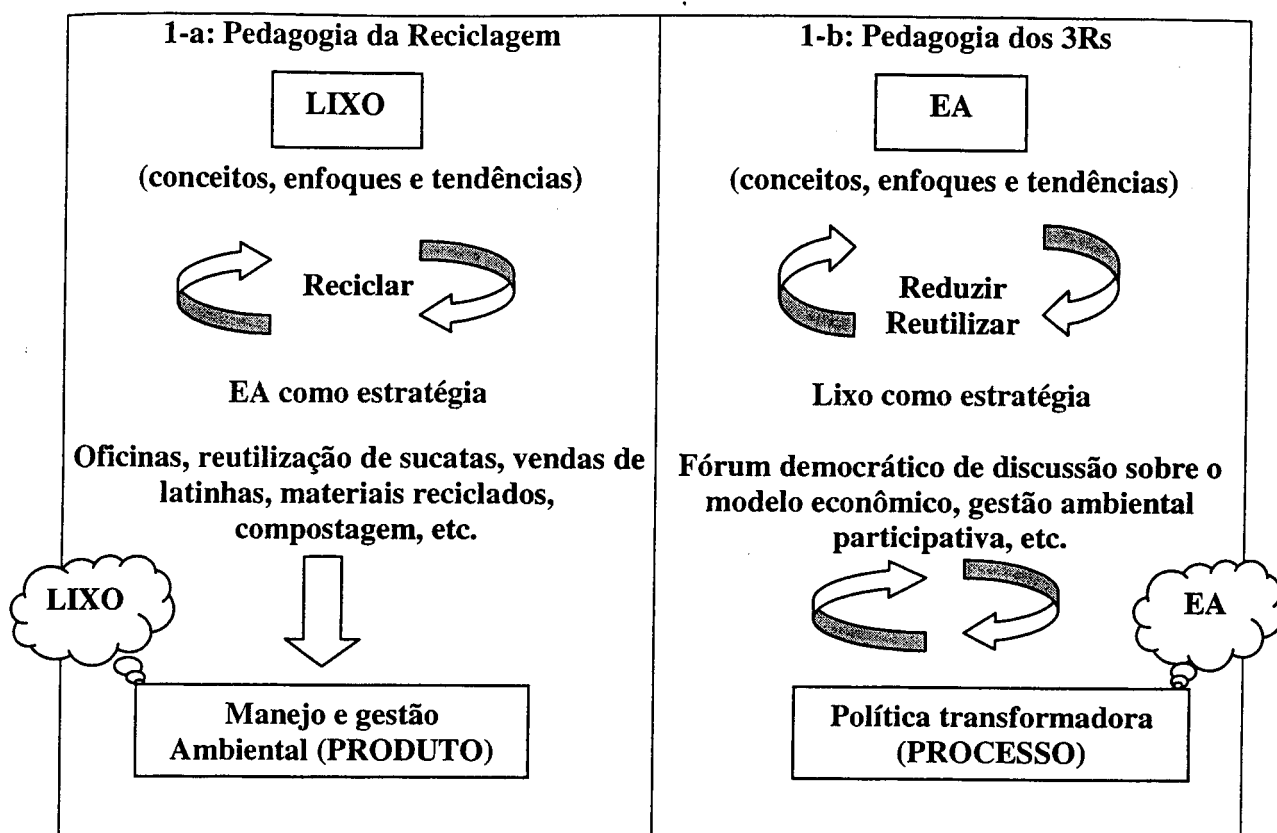 1-a: Pedagogia da Reciclagem
LIXO
(conceitos, enfoques e tendências)
Reciclar
EA como estratégia
Oficinas, reutilização de sucatas, vendas de
latinhas, materiais reciclados,
compostagem, etc.
LIXO
Manejo e gestão
Ambiental (PRODUTO)
1-b: Pedagogia dos 3Rs
EA
(conceitos, enfoques e tendências)
Reduzir
Reutilizar
Lixo como estratégia
Fórum democrático de discussão sobre o
modelo econômico, gestão ambiental
participativa, etc.
EA
Política transformadora
(PROCESSO)